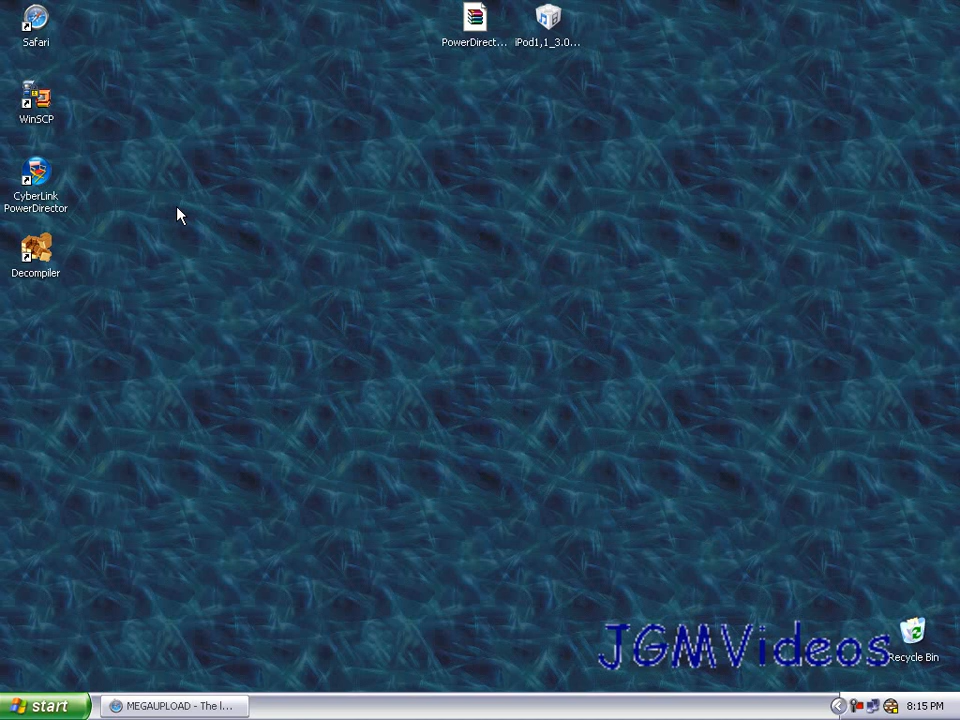 Safari
PowerDirect...
iPod1,1_3.0...
WinSCP
CyberLink
PowerDirector
Decompiler
JGMVideos
Recycle Bin
start
MEGAUPLOAD - The l...
8:15 PM